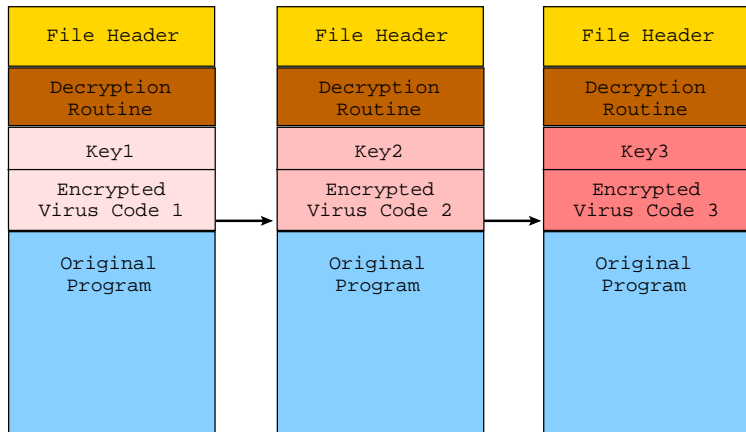 File Header
Decryption
Routine
Key1
Encrypted
Virus Code 1
Original
Program
File Header
Decryption
Routine
Key2
Encrypted
Virus Code 2
Original
Program
File Header
Decryption
Routine
Key3
Encrypted
Virus Code 3
Original
Program